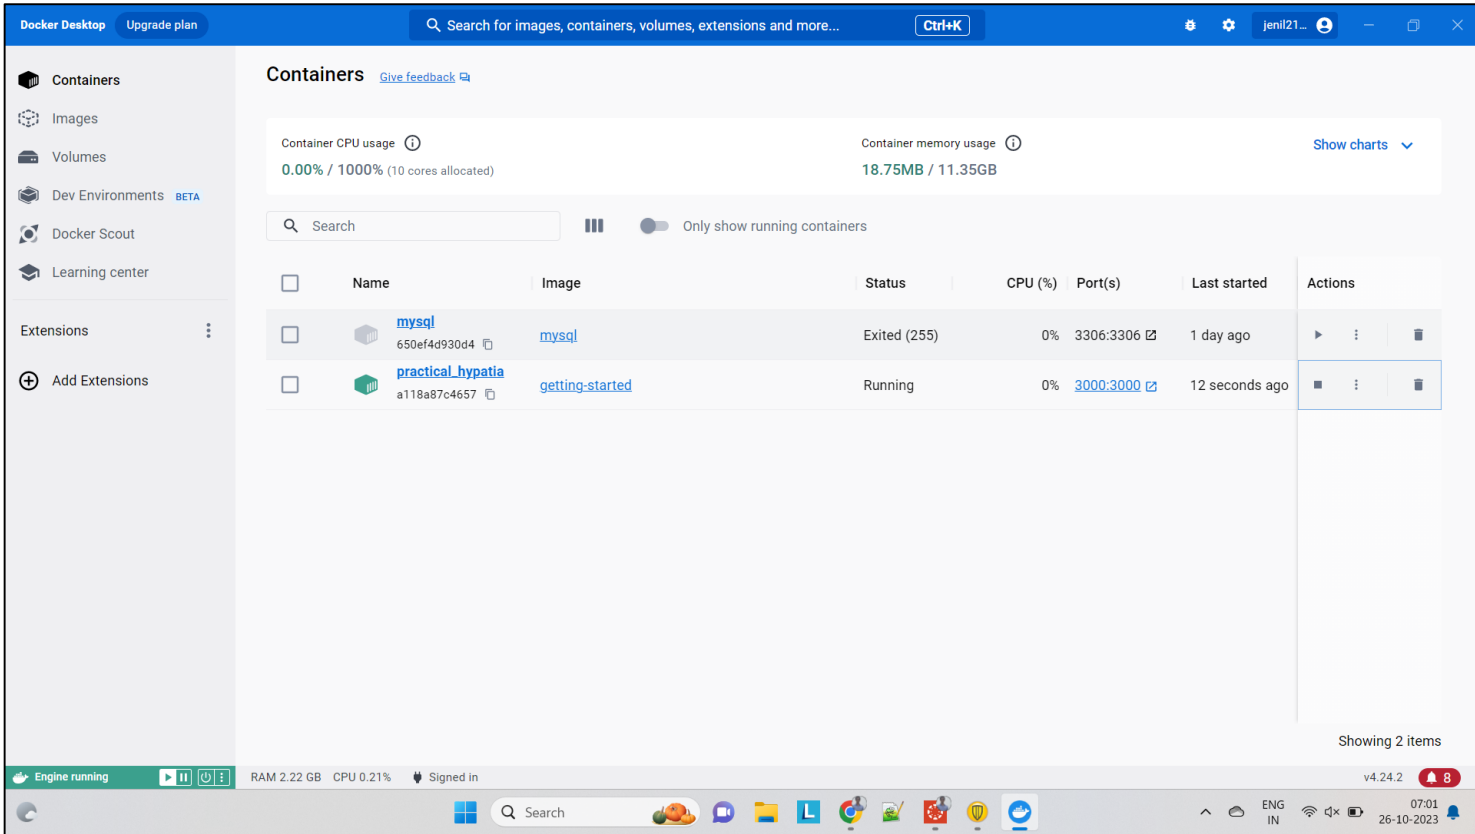 Docker Desktop Upgrade plan Search for images, containers, volumes, extensions and more... Ctrl+K jenil21...
Containers
Images
Volumes
Dev Environments BETA
Docker Scout
Learning center
Extensions
Add Extensions
Containers Give feedback
Container CPU usage Container memory usage Show charts
0.00% / 1000% (10 cores allocated) 18.75MB / 11.35GB
Search Only show running containers
Name Image Status CPU (%) Port(s) Last started Actions
mysql
650ef4d930d4 mysql Exited (255) 0% 3306:3306 1 day ago
practical_hypatia
a118a87c4657 getting-started Running 0% 3000:3000 12 seconds ago
Showing 2 items
Engine running RAM 2.22 GB CPU 0.21% Signed in v4.24.2 8
Search L ENG 07:01
IN 26-10-2023